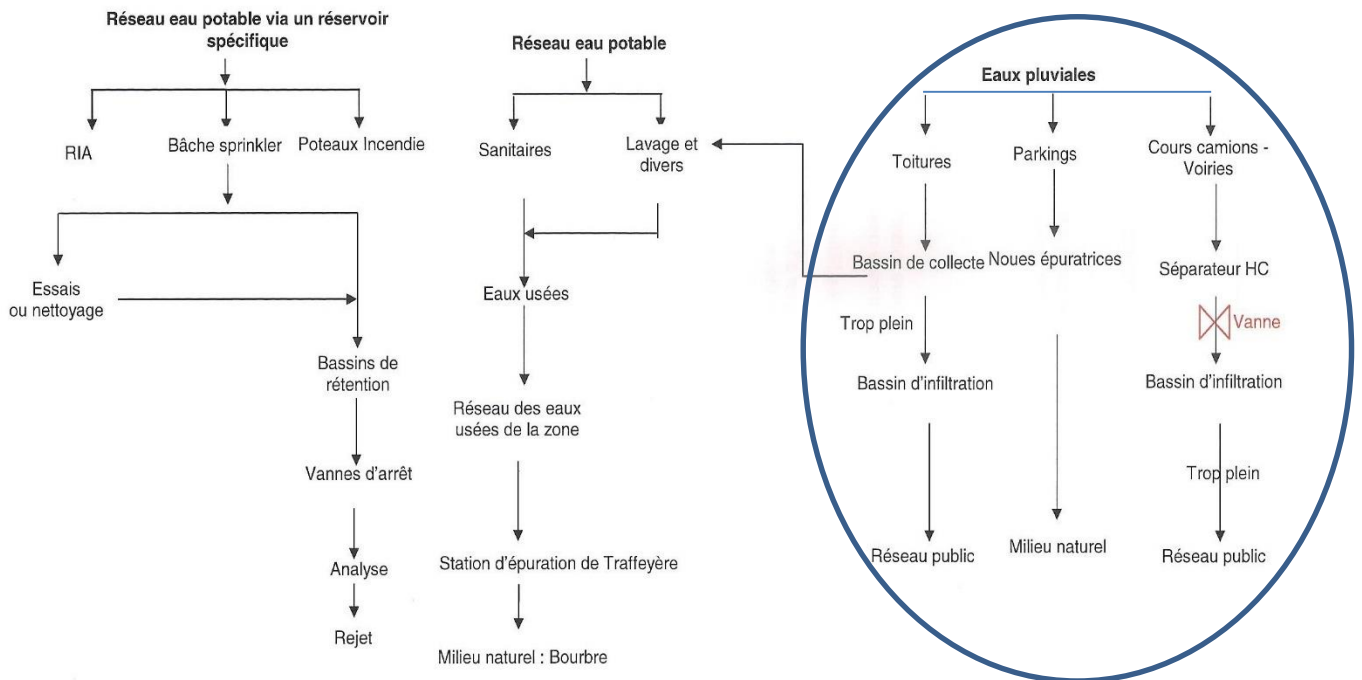 Réseau eau potable via un réservoir
spécifique
RIA
Bâche sprinkler
Poteaux Incendie
Essais
ou nettoyage
Bassins de
rétention
Vannes d'arrêt
Analyse
Rejet
Réseau eau potable
Sanitaires
Lavage et
divers
Eaux usées
Réseau des eaux
usées de la zone
Station d'épuration de Traffeyère
Milieu naturel : Bourbre
Eaux pluviales
Toitures
Bassin de collecte
Trop plein
Bassin d'infiltration
Réseau public
Parkings
Noues épuratrices
Milieu naturel
Cours camions -
Voiries
Séparateur HC
Vanne
Bassin d'infiltration
Trop plein
Réseau public